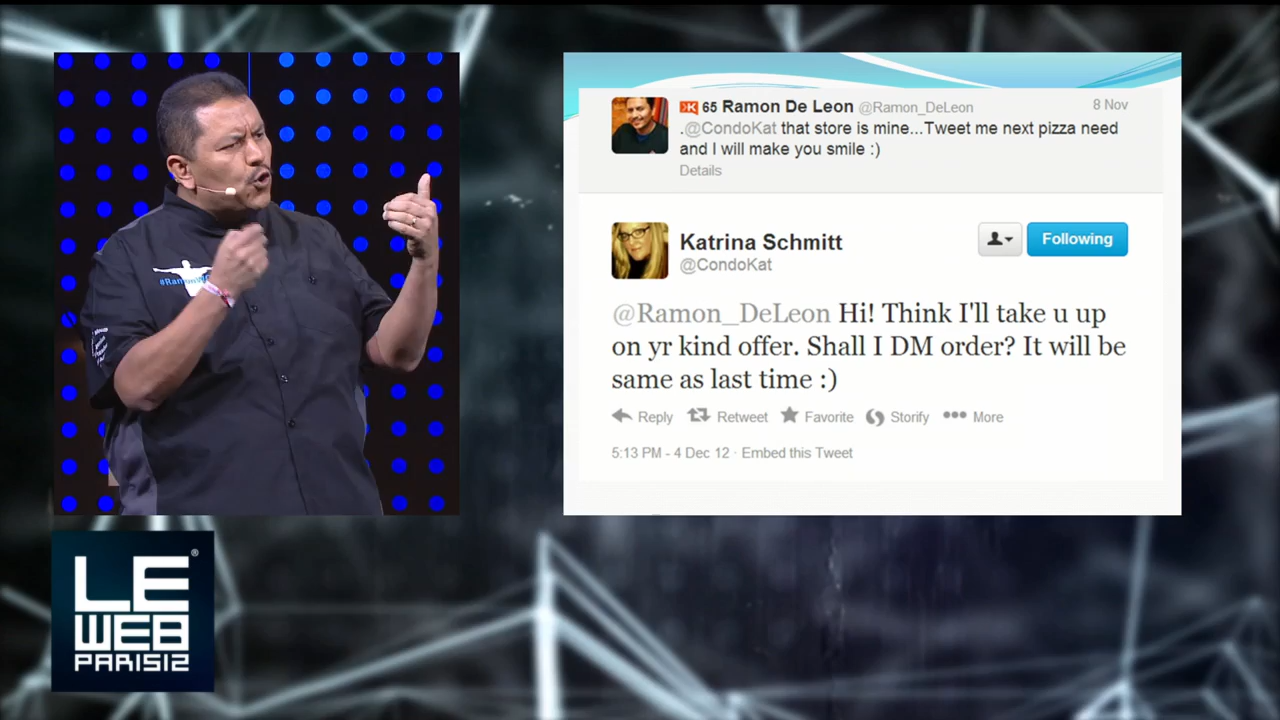 65 Ramon De Leon @Ramon_DeLeon 8 Nov
.@CondoKat that store is mine...Tweet me next pizza need
and I will make you smile :)
Details
Katrina Schmitt
@CondoKat
Following
@Ramon_DeLeon Hi! Think I'll take u up
on yr kind offer. Shall I DM order? It will be
same as last time :)
Reply Retweet Favorite Storify More
5:13 PM - 4 Dec 12 · Embed this Tweet
LE
WEB
PARIS12